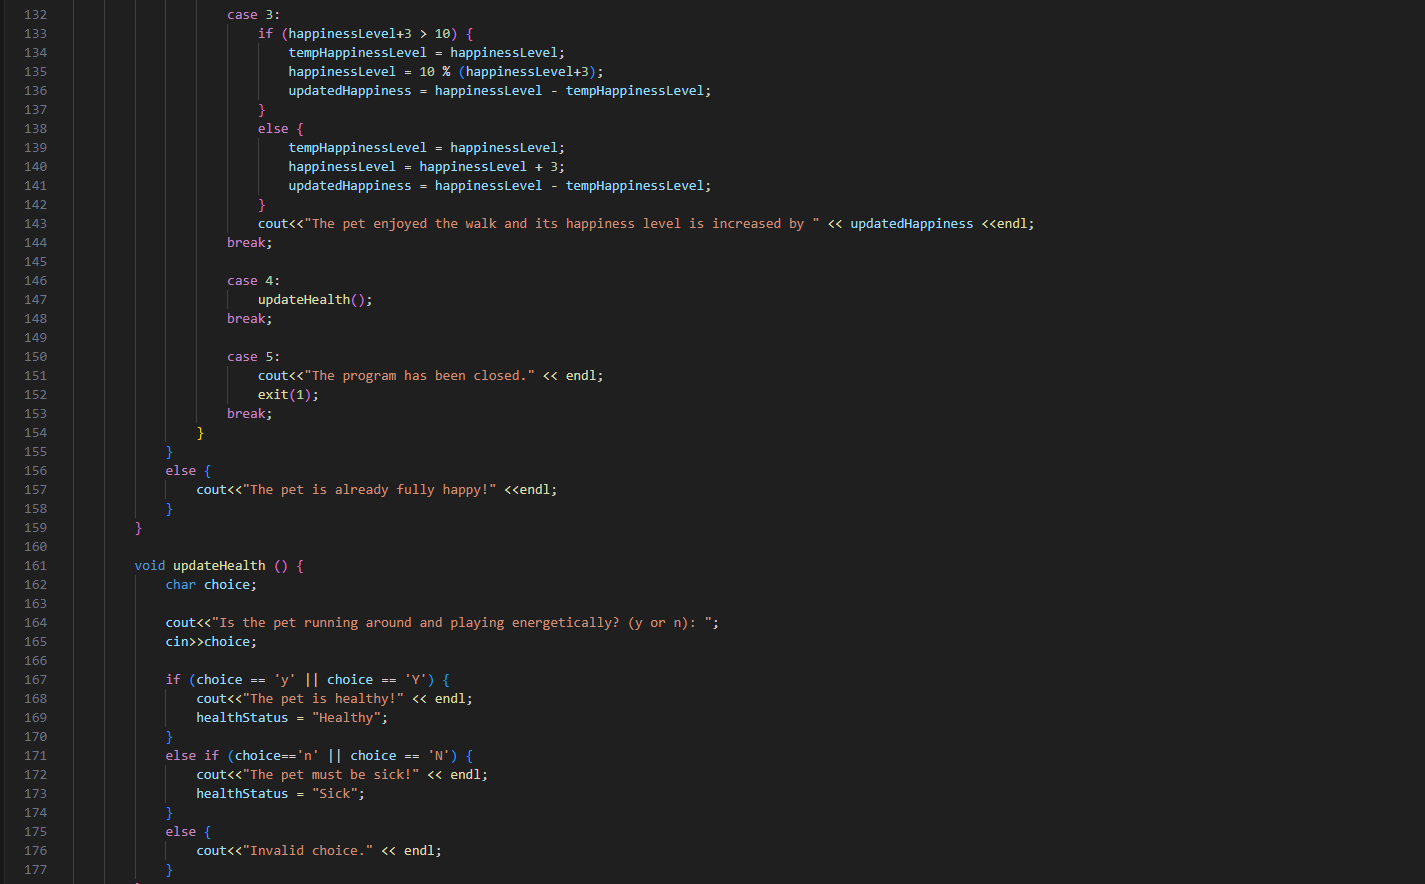 132 case 3:
133 if (happinessLevel+3 > 10) {
134 tempHappinessLevel = happinessLevel;
135 happinessLevel = 10 % (happinessLevel+3);
136 updatedHappiness = happinessLevel - tempHappinessLevel;
137 }
138 else {
139 tempHappinessLevel = happinessLevel;
140 happinessLevel = happinessLevel + 3;
141 updatedHappiness = happinessLevel - tempHappinessLevel;
142 }
143 cout<<"The pet enjoyed the walk and its happiness level is increased by " << updatedHappiness <<endl;
144 break;
145
146 case 4:
147 updateHealth();
148 break;
149
150 case 5:
151 cout<<"The program has been closed." << endl;
152 exit(1);
153 break;
154 }
155 }
156 else {
157 cout<<"The pet is already fully happy!" <<endl;
158 }
159 }
160
161 void updateHealth () {
162 char choice;
163
164 cout<<"Is the pet running around and playing energetically? (y or n): ";
165 cin>>choice;
166
167 if (choice == 'y' || choice == 'Y') {
168 cout<<"The pet is healthy!" << endl;
169 healthStatus = "Healthy";
170 }
171 else if (choice=='n' || choice == 'N') {
172 cout<<"The pet must be sick!" << endl;
173 healthStatus = "Sick";
174 }
175 else {
176 cout<<"Invalid choice." << endl;
177 }